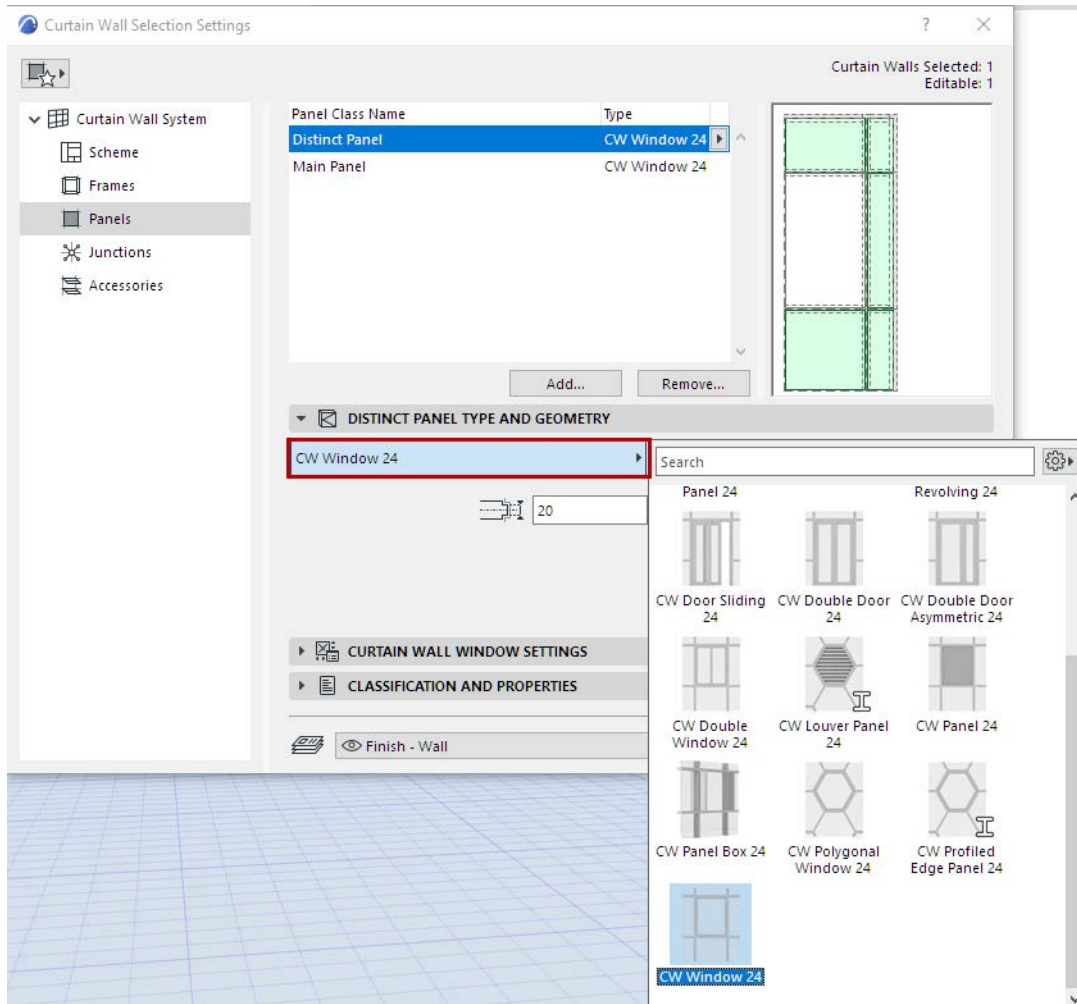 Curtain Wall Selection Settings
?
Curtain Walls Selected: 1
Editable: 1
Curtain Wall System
Scheme
Frames
Panels
Junctions
Accessories
Panel Class Name Type
Distinct Panel CW Window 24
Main Panel CW Window 24
Add... Remove...
DISTINCT PANEL TYPE AND GEOMETRY
CW Window 24
20
CURTAIN WALL WINDOW SETTINGS
CLASSIFICATION AND PROPERTIES
Finish - Wall
Search
Panel 24 Revolving 24
CW Door Sliding CW Double Door CW Double Door
24 24 Asymmetric 24
CW Double CW Louver Panel CW Panel 24
Window 24 24
CW Panel Box 24 CW Polygonal CW Profiled
Window 24 Edge Panel 24
CW Window 24